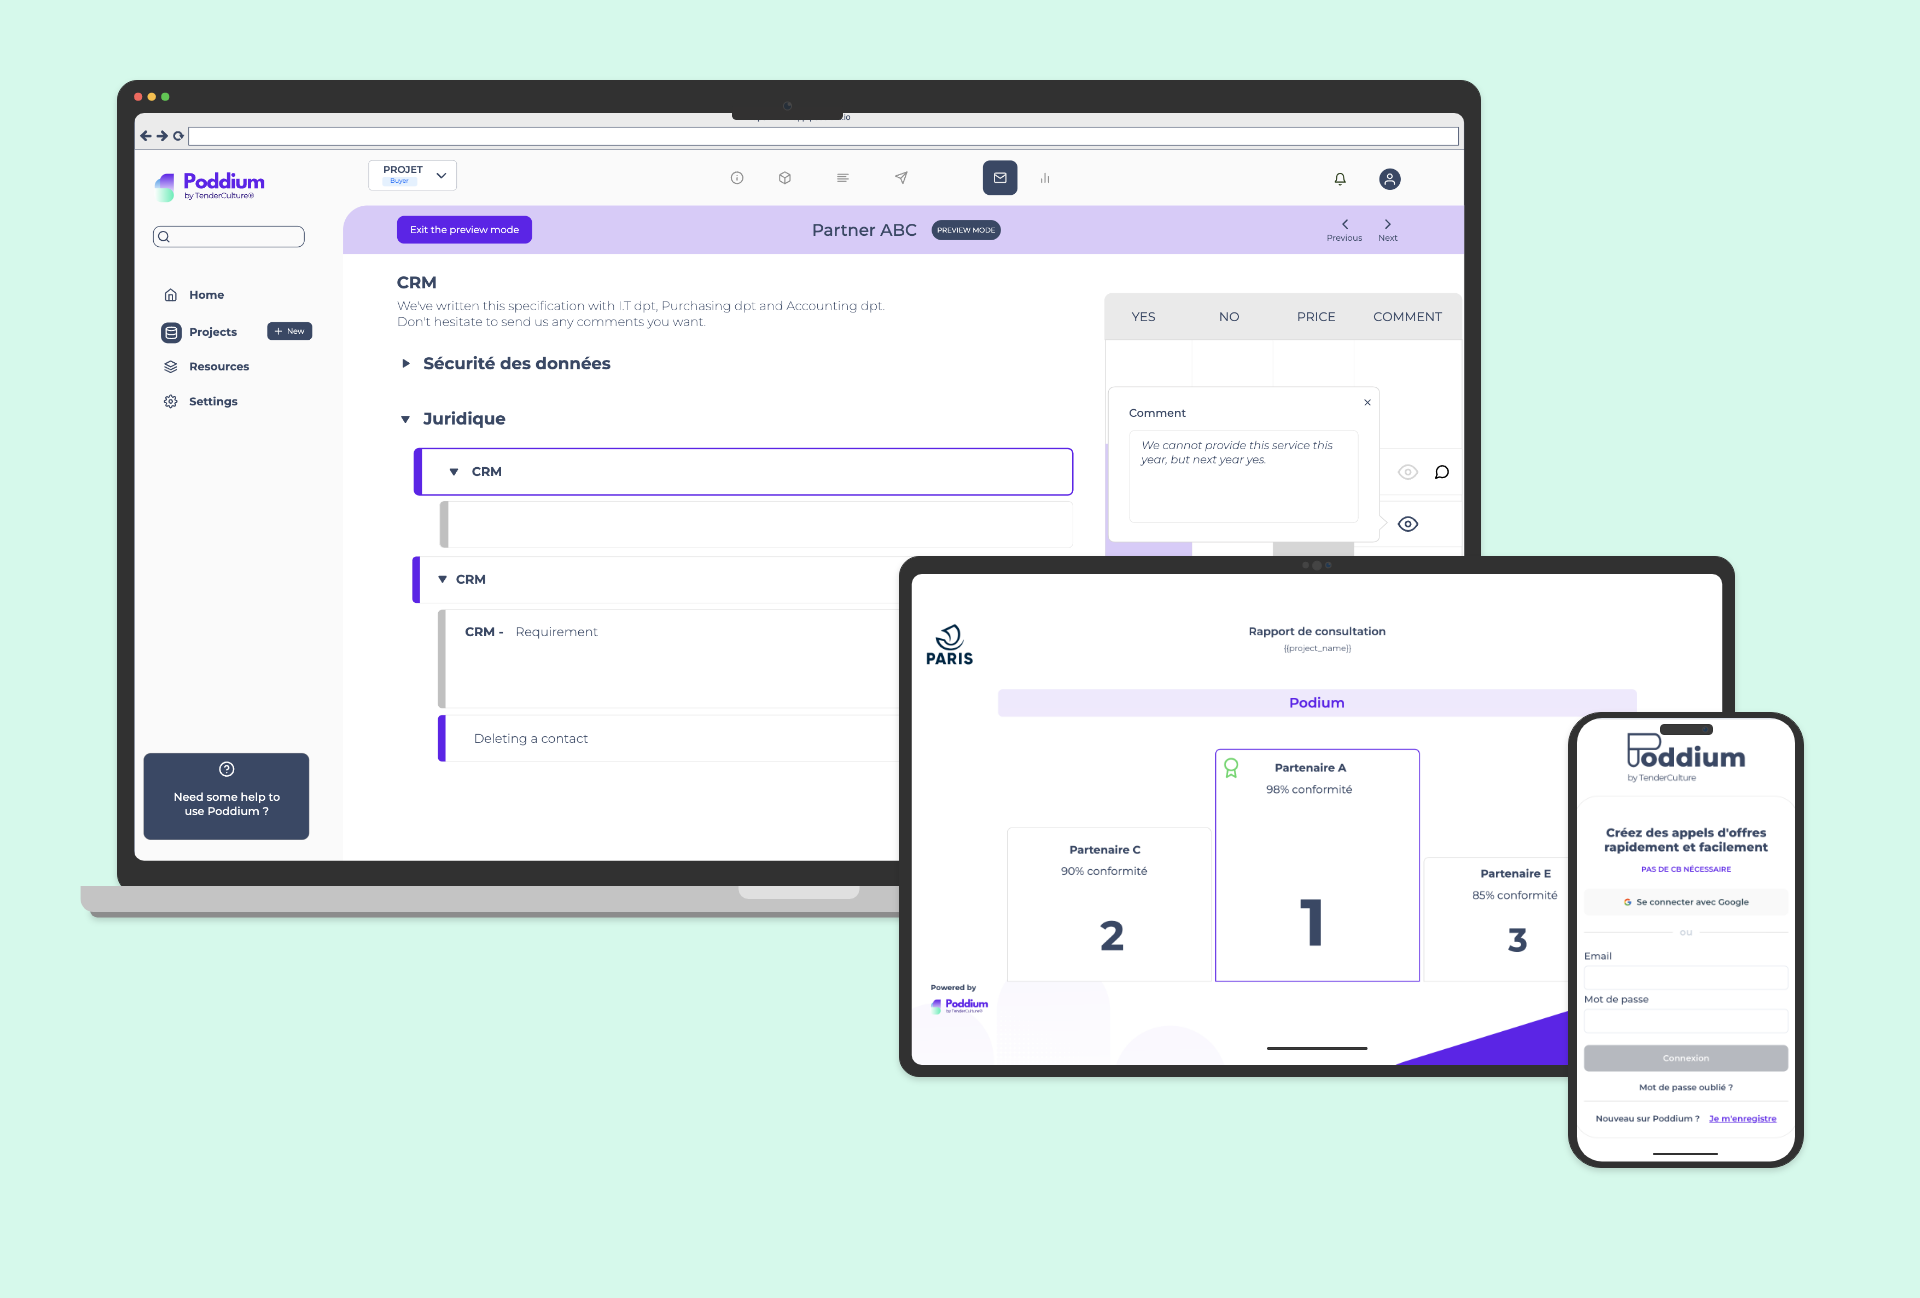 Poddium
by TenderCulture®
PROJET
Buyer
Exit the preview mode
Partner ABC
PREVIEW MODE
Previous
Next
Home
Projects
+ New
Resources
Settings
Need some help to
use Poddium ?
CRM
We've written this specification with I.T dpt, Purchasing dpt and Accounting dpt.
Don't hesitate to send us any comments you want.
Sécurité des données
Juridique
CRM
CRM
CRM - Requirement
Deleting a contact
YES NO PRICE COMMENT
Comment
We cannot provide this service this
year, but next year yes.
PARIS
Rapport de consultation
{{project_name}}
Podium
Partenaire C
90% conformité
2
Partenaire A
98% conformité
1
Partenaire E
85% conformité
3
Powered by
Poddium
by TenderCulture®
Poddium
by TenderCulture
Créez des appels d'offres
rapidement et facilement
PAS DE CB NÉCESSAIRE
Se connecter avec Google
ou
Email
Mot de passe
Connexion
Mot de passe oublié ?
Nouveau sur Poddium ? Je m'enregistre